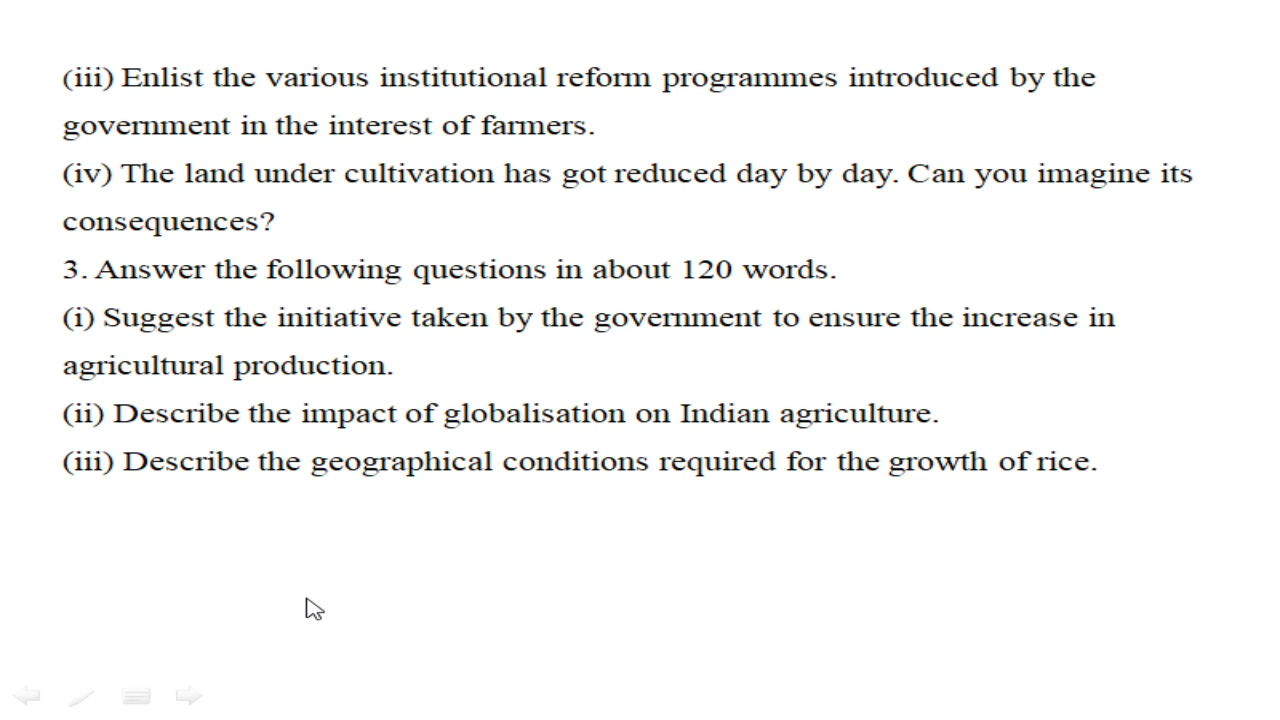 (iii) Enlist the various institutional reform programmes introduced by the
government in the interest of farmers.
(iv) The land under cultivation has got reduced day by day. Can you imagine its
consequences?
3. Answer the following questions in about 120 words.
(i) Suggest the initiative taken by the government to ensure the increase in
agricultural production.
(ii) Describe the impact of globalisation on Indian agriculture.
(iii) Describe the geographical conditions required for the growth of rice.